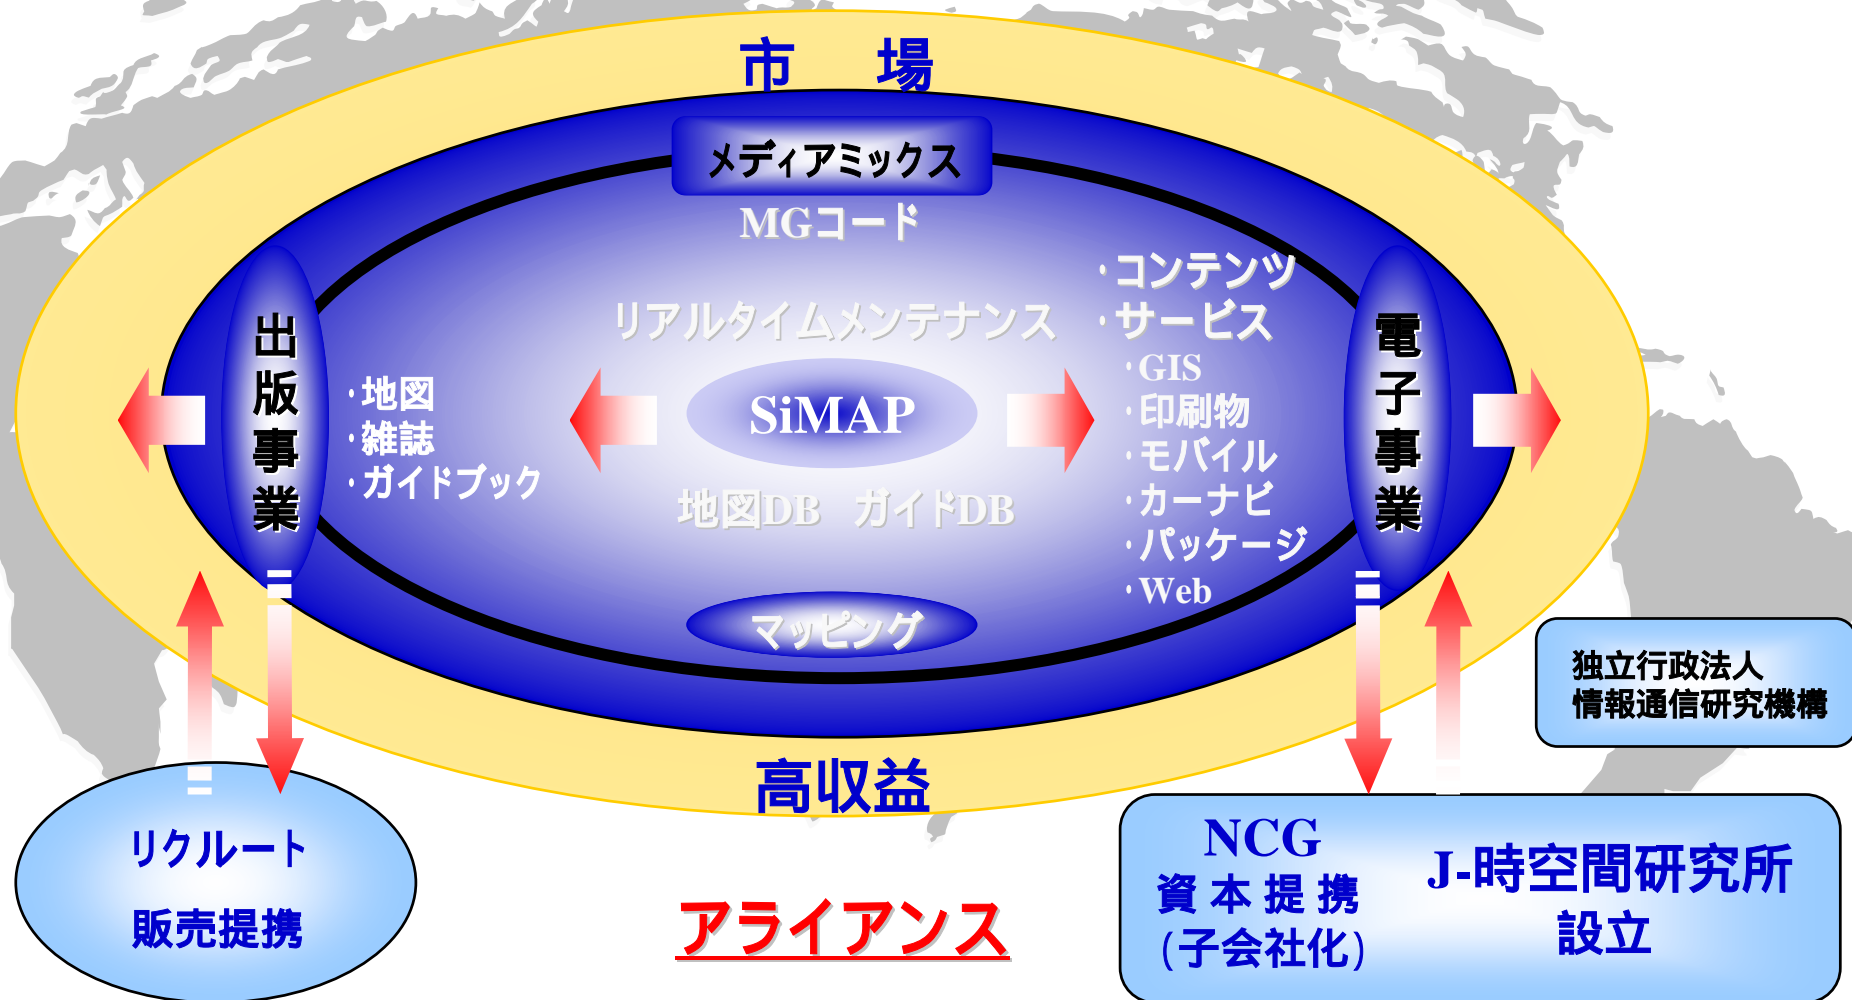 市　場
メディアミックス
MGコード
リアルタイムメンテナンス
SiMAP
地図DB　ガイドDB
マッピング
出版事業
・地図
・雑誌
・ガイドブック
・コンテンツ
・サービス
・GIS
・印刷物
・モバイル
・カーナビ
・パッケージ
・Web
電子事業
高収益
独立行政法人
情報通信研究機構
リクルート
販売提携
アライアンス
NCG
資本提携
(子会社化)
J-時空間研究所
設立